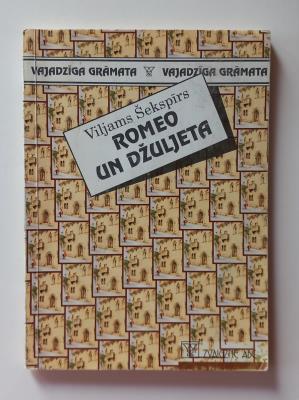 VAJADZĪGA GRĀMATA VAJADZĪGA GRĀMATA
Viljams Šekspīrs
ROMEO
UN DŽULJETA
ZVAIGZNE ABC